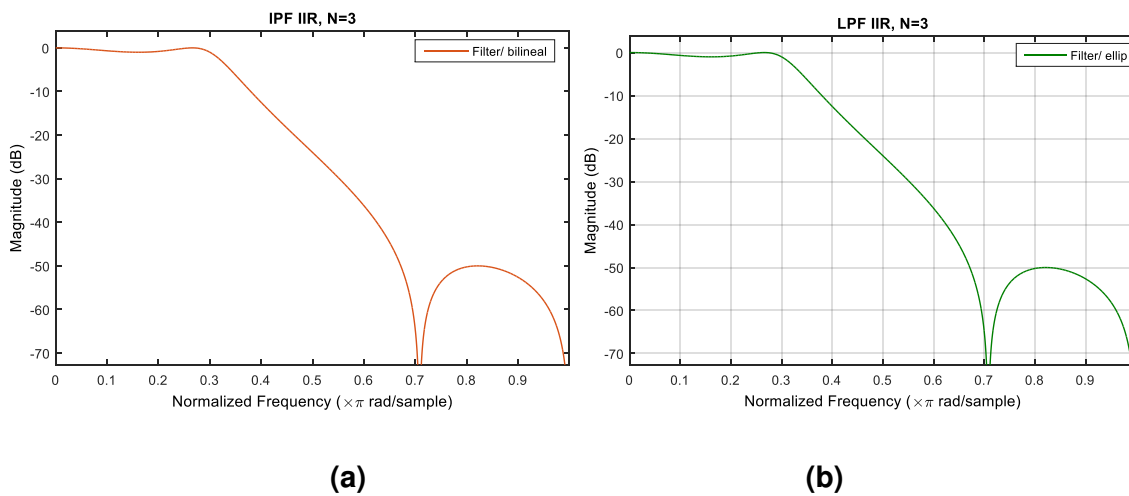 IPF IIR, N=3
Filter/ bilineal
Magnitude (dB)
0
-10
-20
-30
-40
-50
-60
-70
0 0.1 0.2 0.3 0.4 0.5 0.6 0.7 0.8 0.9
Normalized Frequency (×π rad/sample)
(a)
LPF IIR, N=3
Filter/ ellip
Magnitude (dB)
0
-10
-20
-30
-40
-50
-60
-70
0 0.1 0.2 0.3 0.4 0.5 0.6 0.7 0.8 0.9
Normalized Frequency (×π rad/sample)
(b)